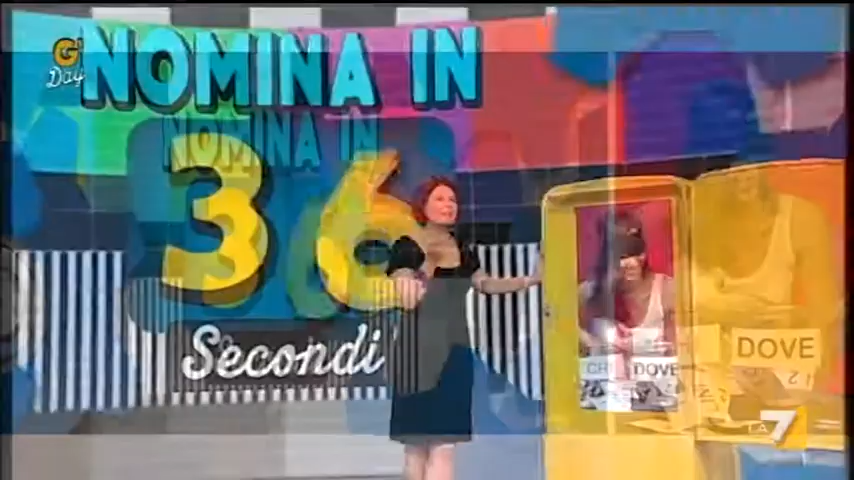 G'
Day
NOMINA IN
NOMINA IN
36
Secondi
CHI
DOVE
DOVE
LA 7